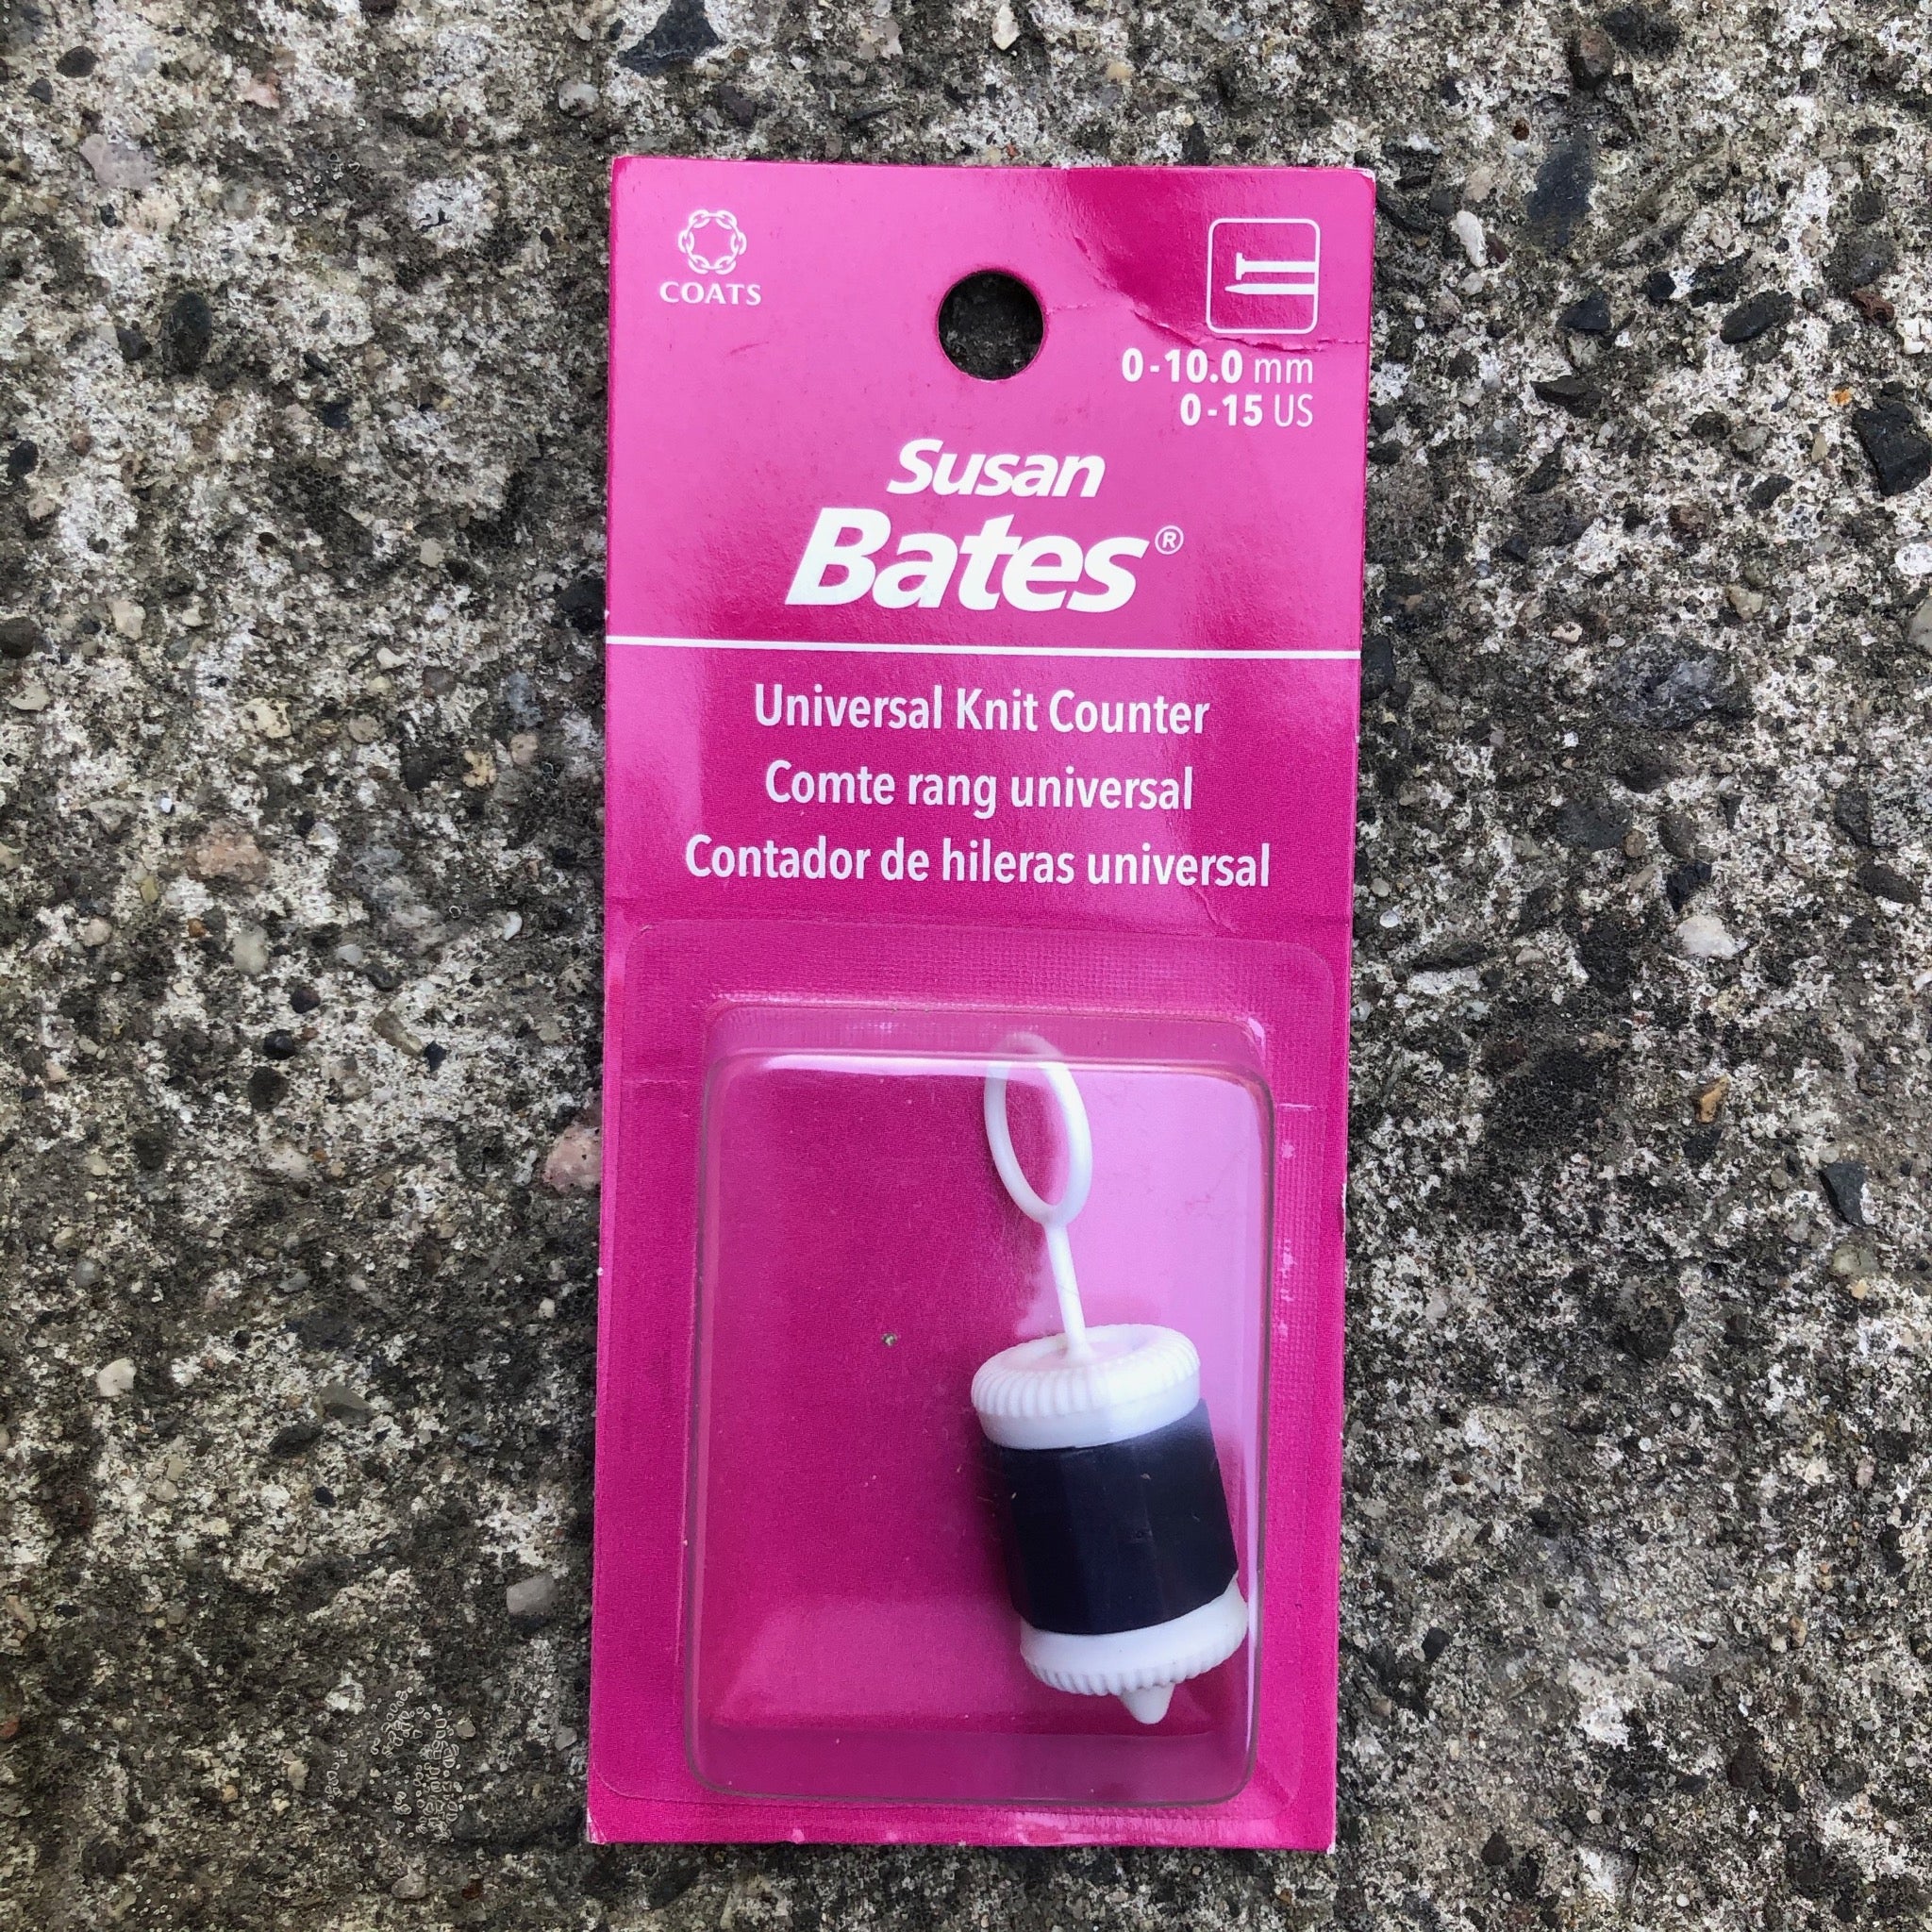 COATS
0-10.0 mm
0-15 US
Susan
Bates®
Universal Knit Counter
Comte rang universal
Contador de hileras universal